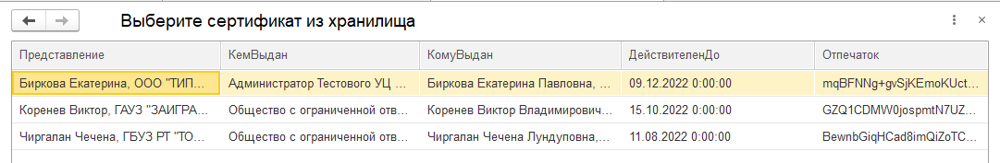 Выберите сертификат из хранилища
Представление КемВыдан КомуВыдан ДействителенДо Отпечаток
Биркова Екатерина, ООО "ТИП... Администратор Тестового УЦ ... Биркова Екатерина Павловна, ... 09.12.2022 0:00:00 mqBFNNg+gvSjKEmoKUct...
Коренев Виктор, ГАУЗ "ЗАИГРА... Общество с ограниченной отв... Коренев Виктор Владимирович... 15.10.2022 0:00:00 GZQ1CDMW0jospmtN7UZ...
Чиргалан Чечена, ГБУЗ РТ "ТО... Общество с ограниченной отв... Чиргалан Чечена Лундуповна,... 11.08.2022 0:00:00 BewnbGiqHCad8imQiZoTC...